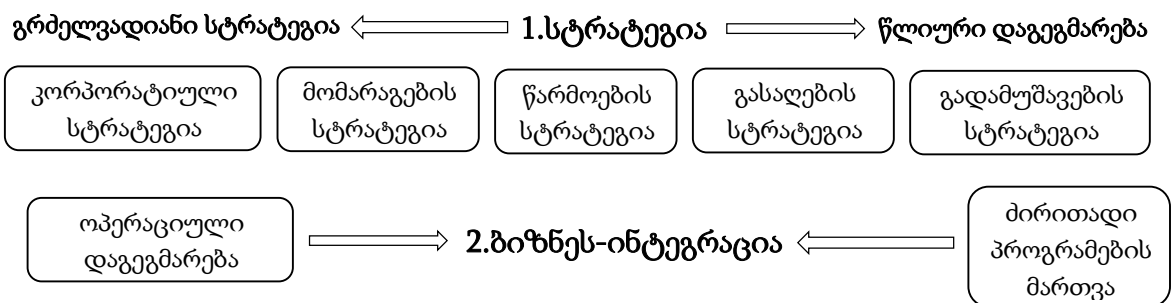 გრძელვადიანი სტრატეგია 1.სტრატეგია წლიური დაგეგმარება
კორპორატიული
სტრატეგია
მომარაგების
სტრატეგია
წარმოების
სტრატეგია
გასაღების
სტრატეგია
გადამუშავების
სტრატეგია
ოპერაციული
დაგეგმარება
2.ბიზნეს-ინტეგრაცია
ძირითადი
პროგრამების
მართვა